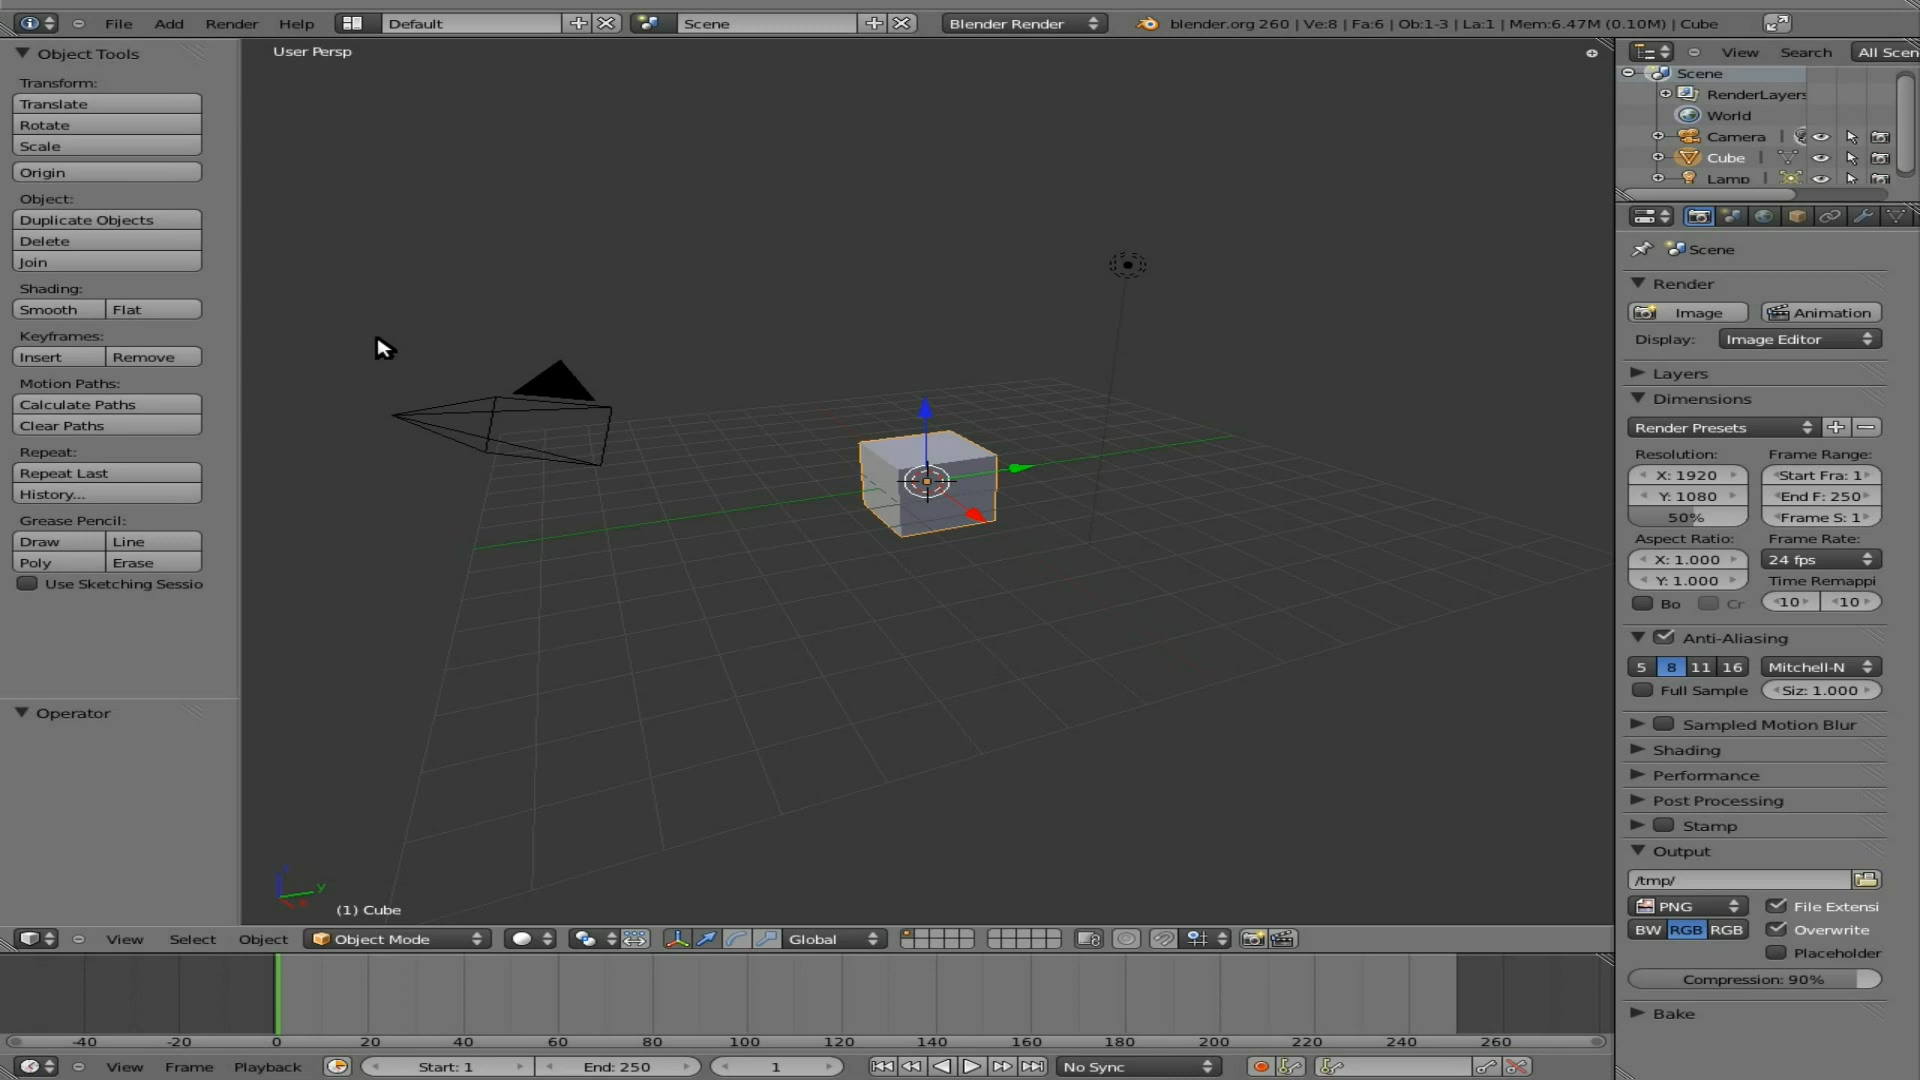 File Add Render Help Default Scene Blender Render blender.org 260 | Ve:8 | Fa:6 | Ob:1-3 | La:1 | Mem:6.47M (0.10M) | Cube
Object Tools
Transform:
Translate
Rotate
Scale
Origin
Object:
Duplicate Objects
Delete
Join
Shading:
Smooth Flat
Keyframes:
Insert Remove
Motion Paths:
Calculate Paths
Clear Paths
Repeat:
Repeat Last
History...
Grease Pencil:
Draw Line
Poly Erase
Use Sketching Sessio
Operator
User Persp
y
(1) Cube
View Select Object Object Mode Global
-40 -20 0 20 40 60 80 100 120 140 160 180 200 220 240 260
View Frame Playback Start: 1 End: 250 1 No Sync
View Search All Scen
Scene
RenderLayers
World
Camera
Cube
Lamp
Scene
Render
Image Animation
Display: Image Editor
Layers
Dimensions
Render Presets
Resolution: Frame Range:
X: 1920 Start Fra: 1
Y: 1080 End F: 250
50% Frame S: 1
Aspect Ratio: Frame Rate:
X: 1.000 24 fps
Y: 1.000 Time Remappi
Bo Cr 10 10
Anti-Aliasing
5 8 11 16 Mitchell-N
Full Sample Siz: 1.000
Sampled Motion Blur
Shading
Performance
Post Processing
Stamp
Output
/tmp/
PNG File Extensi
BW RGB RGB Overwrite
Placeholder
Compression: 90%
Bake